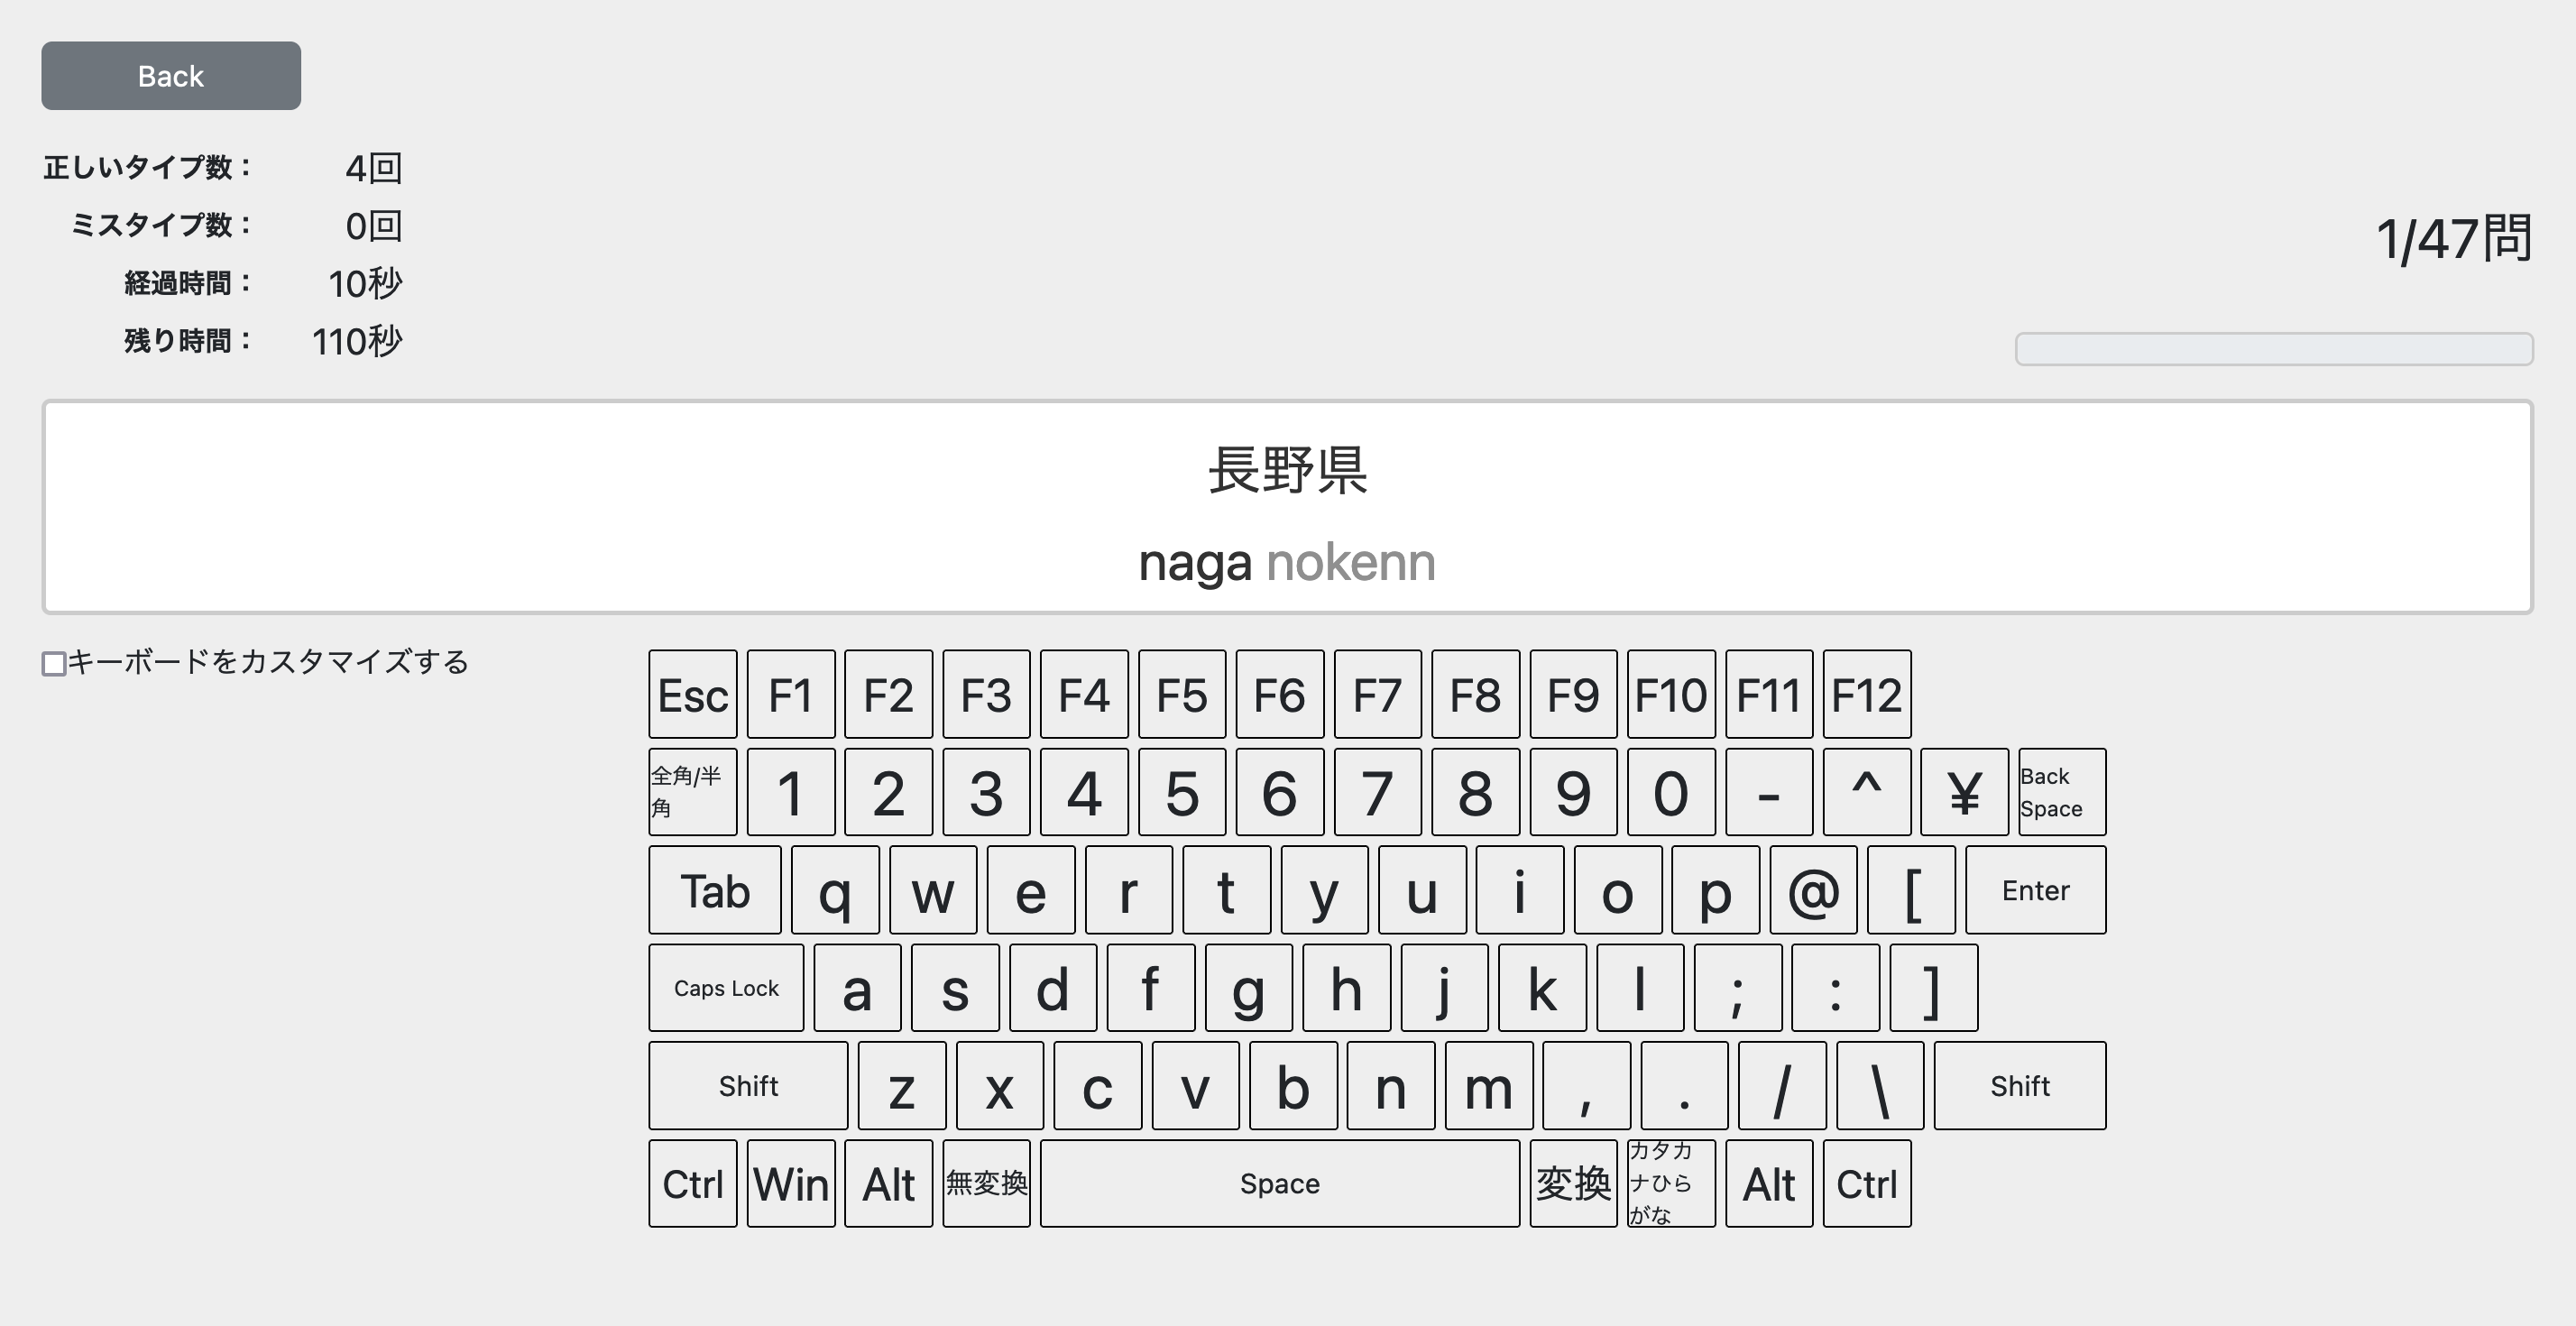 Back
正しいタイプ数： 4回
ミスタイプ数： 0回
経過時間： 10秒
残り時間： 110秒
1/47問
長野県
naga nokenn
キーボードをカスタマイズする
Esc F1 F2 F3 F4 F5 F6 F7 F8 F9 F10 F11 F12
全角/半角 1 2 3 4 5 6 7 8 9 0 - ^ ¥ Back Space
Tab q w e r t y u i o p @ [ Enter
Caps Lock a s d f g h j k l ; : ]
Shift z x c v b n m , . / \ Shift
Ctrl Win Alt 無変換 Space 変換 カタカナひらがな Alt Ctrl